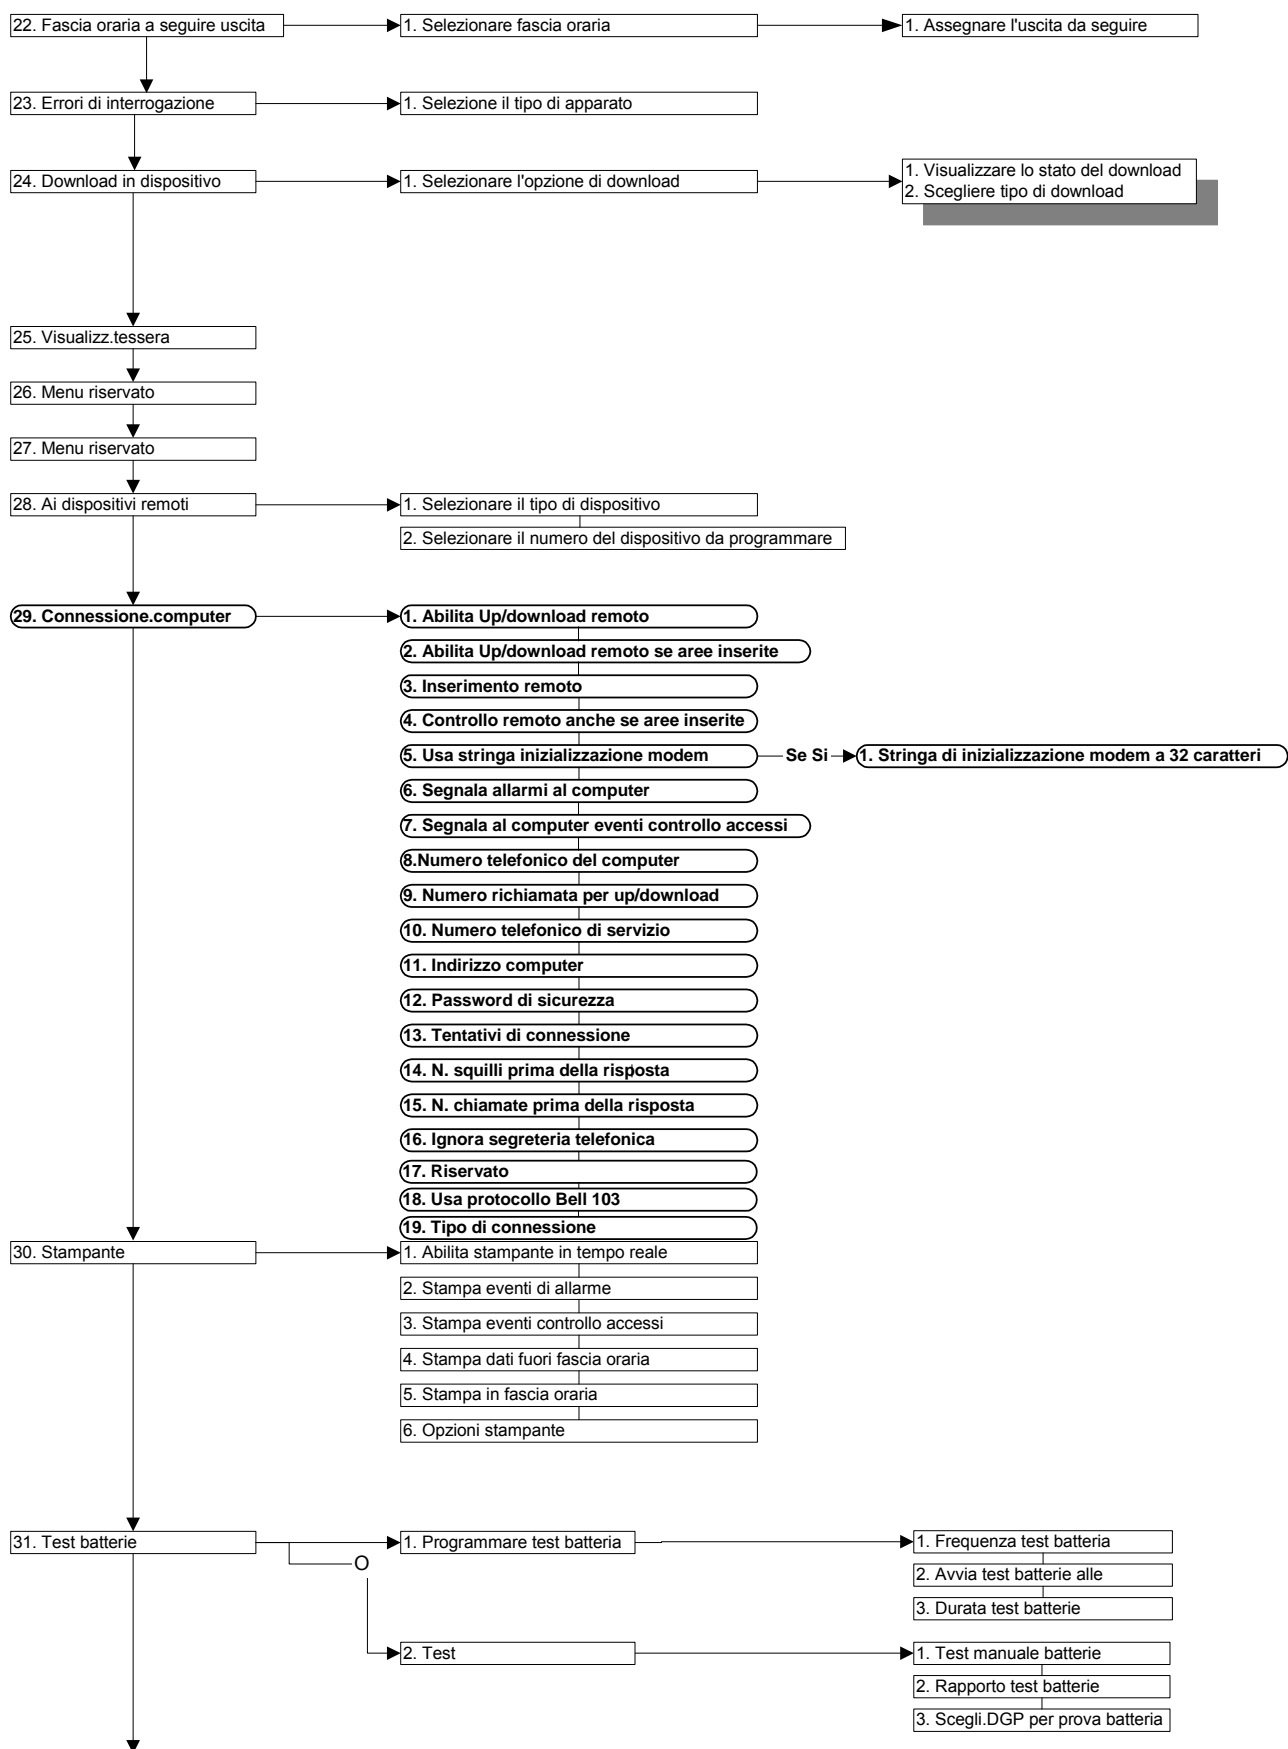 22. Fascia oraria a seguire uscita
1. Selezionare fascia oraria
1. Assegnare l'uscita da seguire
23. Errori di interrogazione
1. Selezione il tipo di apparato
24. Download in dispositivo
1. Selezionare l'opzione di download
1. Visualizzare lo stato del download
2. Scegliere tipo di download
25. Visualizz.tessera
26. Menu riservato
27. Menu riservato
28. Ai dispositivi remoti
1. Selezionare il tipo di dispositivo
2. Selezionare il numero del dispositivo da programmare
29. Connessione.computer
1. Abilita Up/download remoto
2. Abilita Up/download remoto se aree inserite
3. Inserimento remoto
4. Controllo remoto anche se aree inserite
5. Usa stringa inizializzazione modem
Se Si
1. Stringa di inizializzazione modem a 32 caratteri
6. Segnala allarmi al computer
7. Segnala al computer eventi controllo accessi
8.Numero telefonico del computer
9. Numero richiamata per up/download
10. Numero telefonico di servizio
11. Indirizzo computer
12. Password di sicurezza
13. Tentativi di connessione
14. N. squilli prima della risposta
15. N. chiamate prima della risposta
16. Ignora segreteria telefonica
17. Riservato
18. Usa protocollo Bell 103
19. Tipo di connessione
30. Stampante
1. Abilita stampante in tempo reale
2. Stampa eventi di allarme
3. Stampa eventi controllo accessi
4. Stampa dati fuori fascia oraria
5. Stampa in fascia oraria
6. Opzioni stampante
31. Test batterie
1. Programmare test batteria
1. Frequenza test batteria
O
2. Avvia test batterie alle
3. Durata test batterie
2. Test
1. Test manuale batterie
2. Rapporto test batterie
3. Scegli.DGP per prova batteria